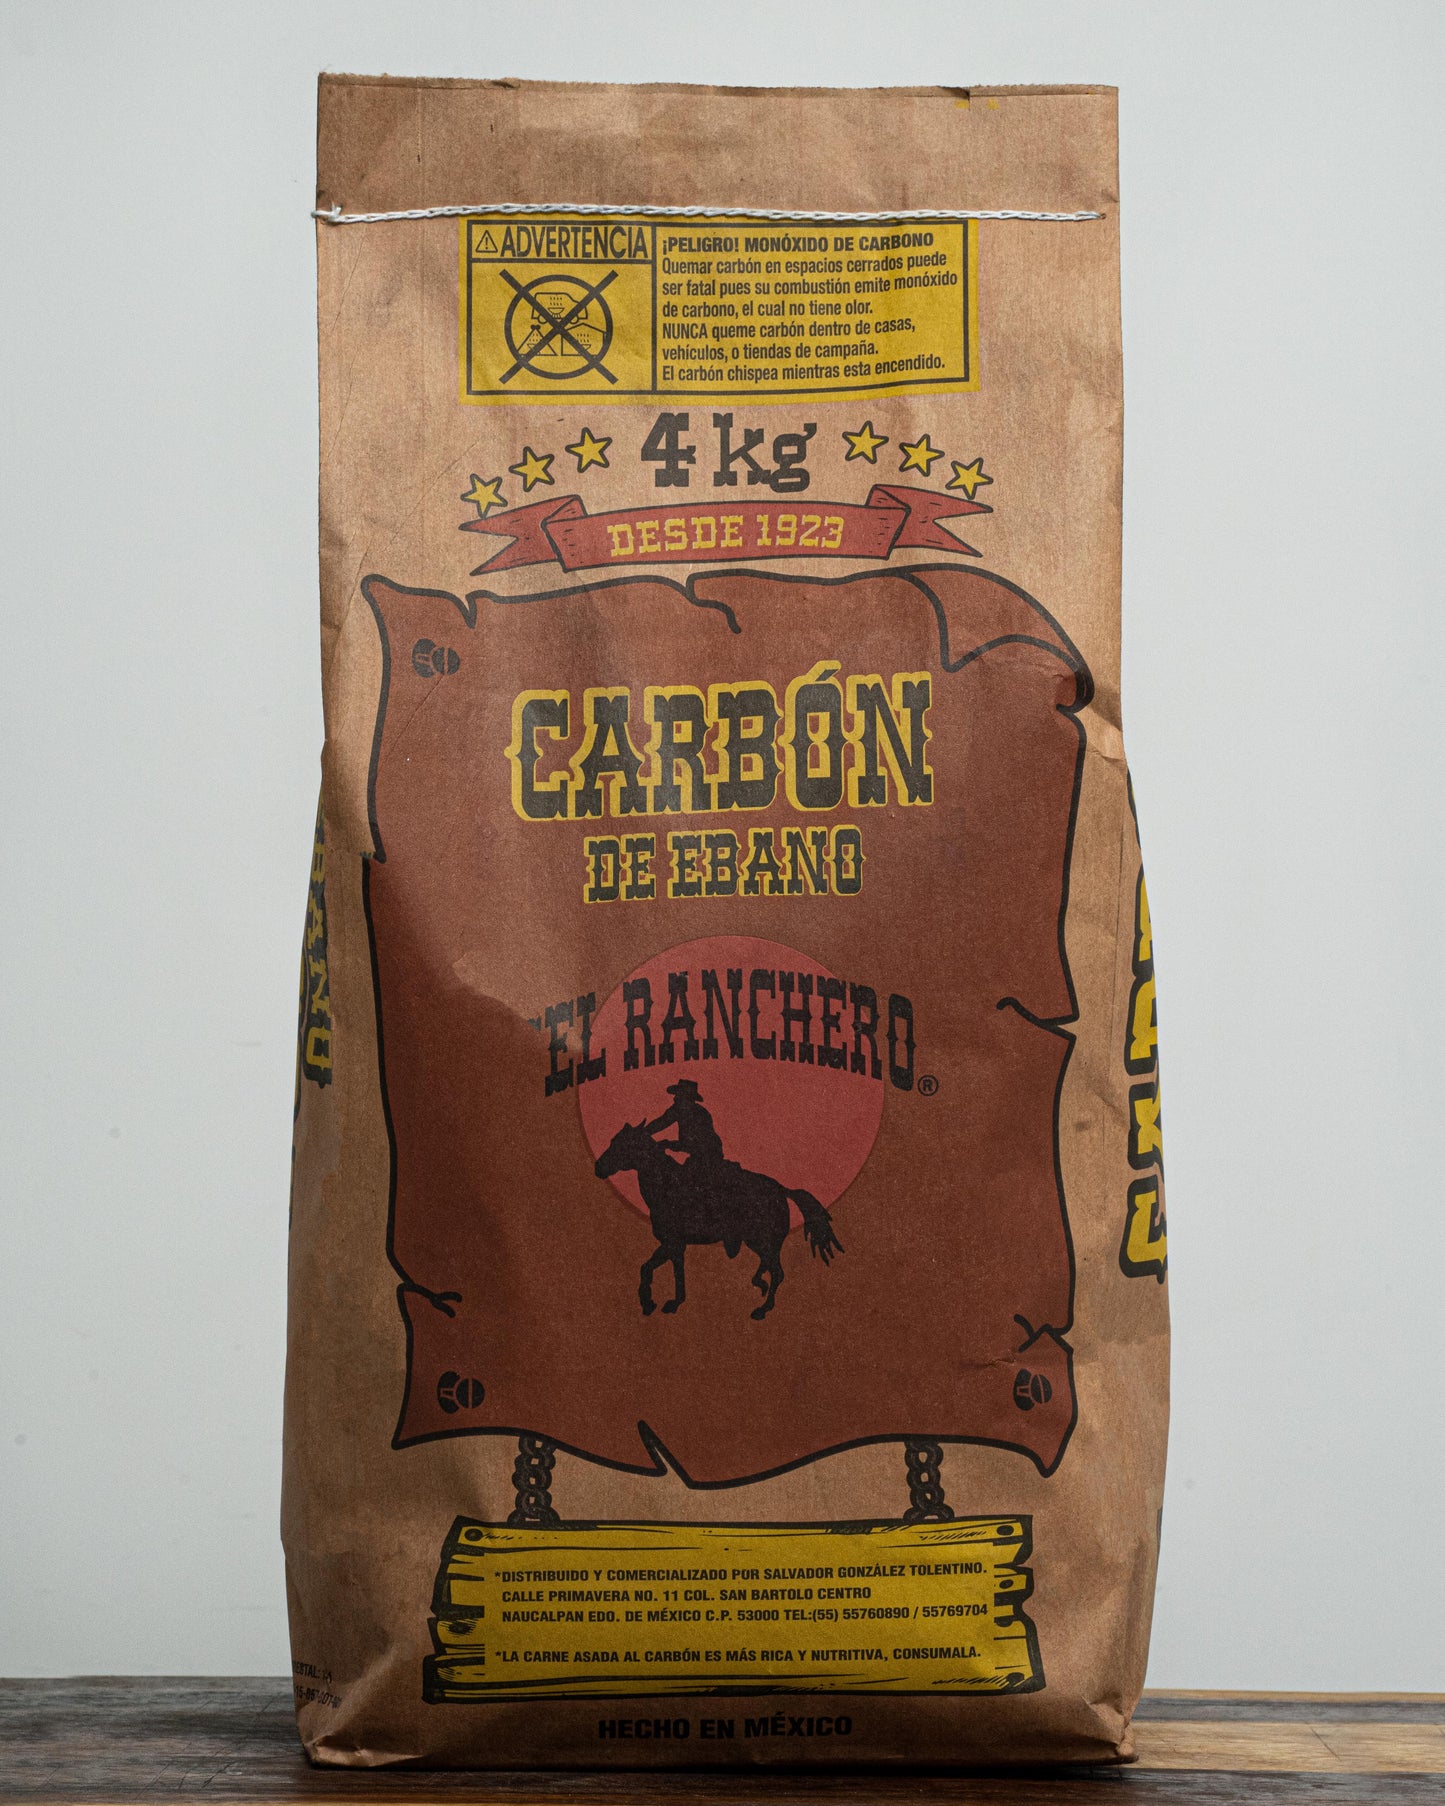 ADVERTENCIA
¡PELIGRO! MONÓXIDO DE CARBONO
Quemar carbón en espacios cerrados puede
ser fatal pues su combustión emite monóxido
de carbono, el cual no tiene olor.
NUNCA queme carbón dentro de casas,
vehículos, o tiendas de campaña.
El carbón chispea mientras esta encendido.
4 kg
DESDE 1923
CARBÓN
DE EBANO
EL RANCHERO®
*DISTRIBUIDO Y COMERCIALIZADO POR SALVADOR GONZÁLEZ TOLENTINO.
CALLE PRIMAVERA NO. 11 COL. SAN BARTOLO CENTRO
NAUCALPAN EDO. DE MÉXICO C.P. 53000 TEL:(55) 55760890 / 55769704
*LA CARNE ASADA AL CARBÓN ES MÁS RICA Y NUTRITIVA, CONSUMALA.
HECHO EN MÉXICO
EBANO